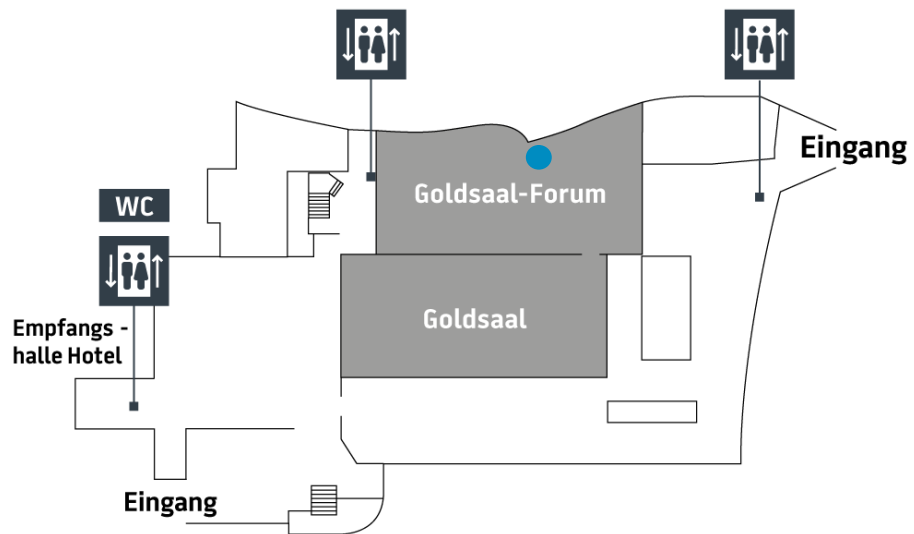 Eingang
Goldsaal-Forum
WC
Goldsaal
Empfangs -
halle Hotel
Eingang